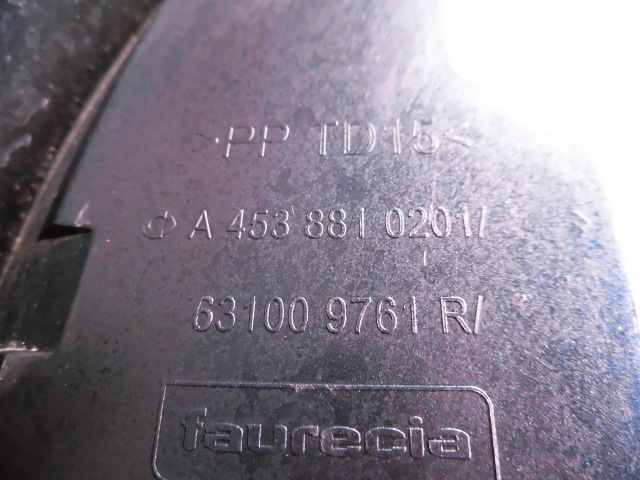 >PP TD15<
A 453 881 0201/
63100 9761 R/
faurecia